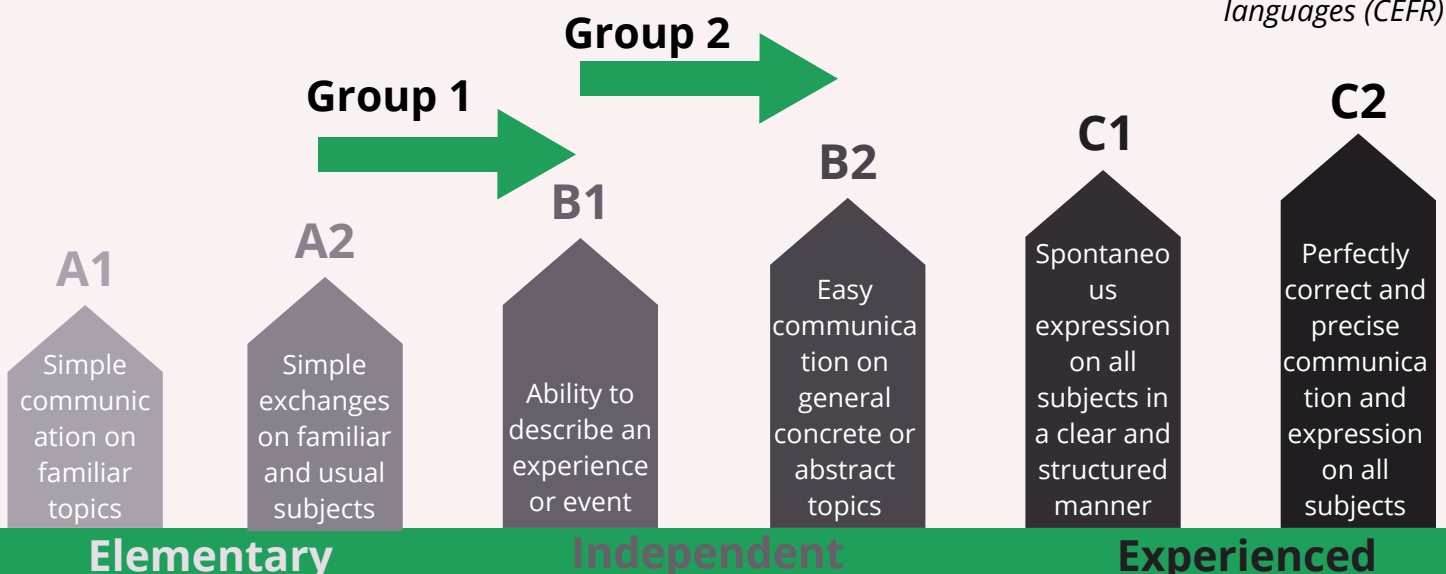 languages (CEFR)
Group 2
Group 1
C2
C1
B2
B1
A2
A1
Simple
communic
ation on
familiar
topics
Simple
exchanges
on familiar
and usual
subjects
Ability to
describe an
experience
or event
Easy
communica
tion on
general
concrete or
abstract
topics
Spontaneo
us
expression
on all
subjects in
a clear and
structured
manner
Perfectly
correct and
precise
communica
tion and
expression
on all
subjects
Elementary
Independent
Experienced